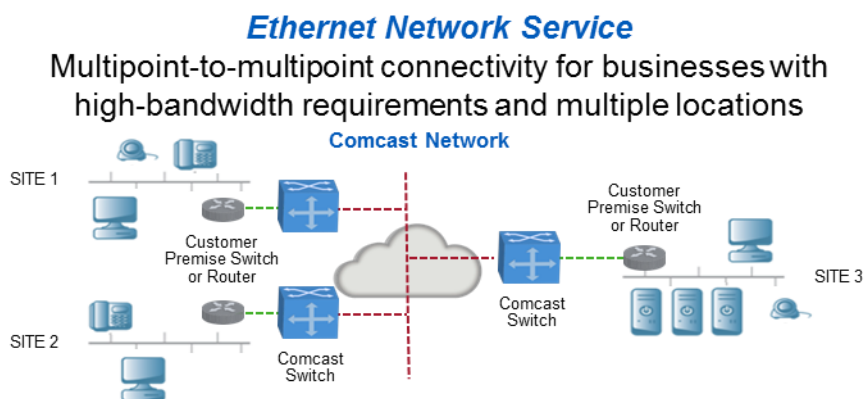 Ethernet Network Service
Multipoint-to-multipoint connectivity for businesses with
high-bandwidth requirements and multiple locations
Comcast Network
SITE 1
Customer
Premise Switch
or Router
Customer
Premise Switch
or Router
SITE 3
Comcast
Switch
SITE 2
Comcast
Switch